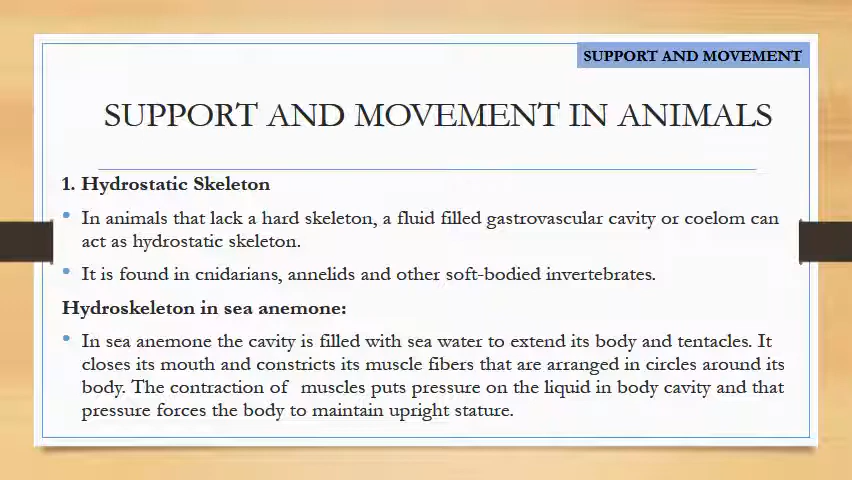 SUPPORT AND MOVEMENT
SUPPORT AND MOVEMENT IN ANIMALS
1. Hydrostatic Skeleton
• In animals that lack a hard skeleton, a fluid filled gastrovascular cavity or coelom can
act as hydrostatic skeleton.
• It is found in cnidarians, annelids and other soft-bodied invertebrates.
Hydroskeleton in sea anemone:
• In sea anemone the cavity is filled with sea water to extend its body and tentacles. It
closes its mouth and constricts its muscle fibers that are arranged in circles around its
body. The contraction of muscles puts pressure on the liquid in body cavity and that
pressure forces the body to maintain upright stature.